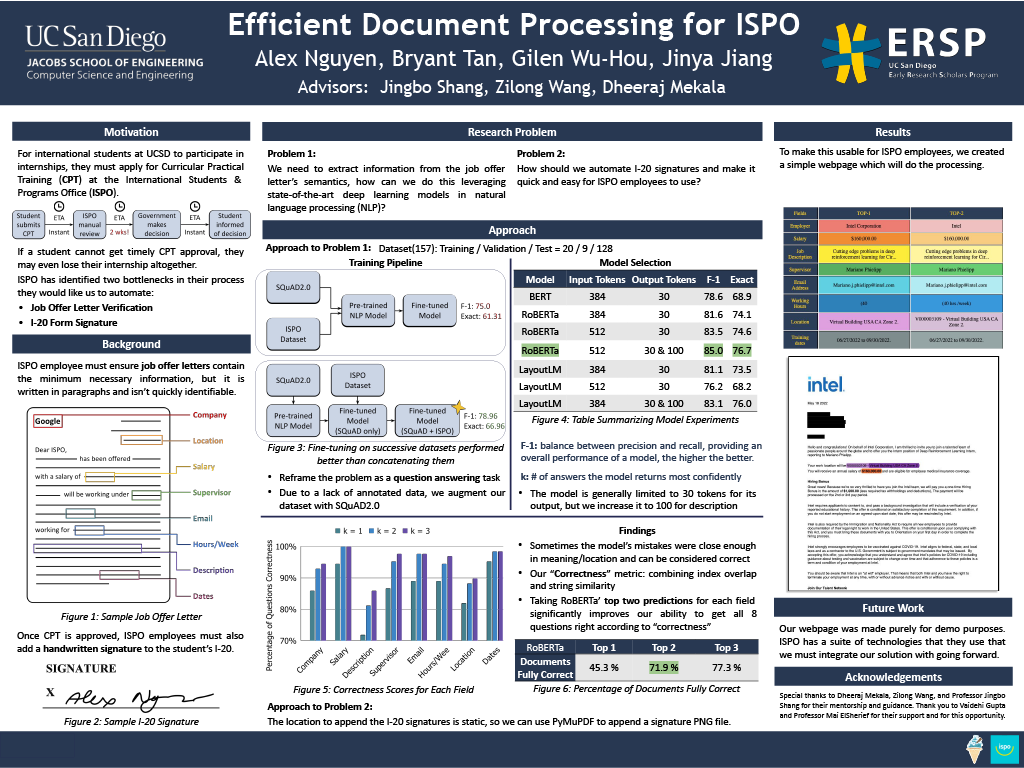 UC San Diego
JACOBS SCHOOL OF ENGINEERING
Computer Science and Engineering
Efficient Document Processing for ISPO
Alex Nguyen, Bryant Tan, Gilen Wu-Hou, Jinya Jiang
Advisors: Jingbo Shang, Zilong Wang, Dheeraj Mekala
ERSP
UC San Diego
Early Research Scholars Program
Motivation
For international students at UCSD to participate in
internships, they must apply for Curricular Practical
Training (CPT) at the International Students &
Programs Office (ISPO).
Student submits CPT
ETA
Instant
ISPO manual review
ETA
2 wks!
Government makes decision
ETA
Instant
Student informed of decision
If a student cannot get timely CPT approval, they
may even lose their internship altogether.
ISPO has identified two bottlenecks in their process
they would like us to automate:
• Job Offer Letter Verification
• I-20 Form Signature
Background
ISPO employee must ensure job offer letters contain
the minimum necessary information, but it is
written in paragraphs and isn't quickly identifiable.
Google
Dear ISPO,
has been offered
with a salary of
will be working under
working for
Company
Location
Salary
Supervisor
Email
Hours/Week
Description
Dates
Figure 1: Sample Job Offer Letter
Once CPT is approved, ISPO employees must also
add a handwritten signature to the student's I-20.
SIGNATURE
X Alex Nguyen
Figure 2: Sample I-20 Signature
Research Problem
Problem 1:
We need to extract information from the job offer
letter's semantics, how can we do this leveraging
state-of-the-art deep learning models in natural
language processing (NLP)?
Problem 2:
How should we automate I-20 signatures and make it
quick and easy for ISPO employees to use?
Approach
Approach to Problem 1: Dataset(157): Training / Validation / Test = 20 / 9 / 128
Training Pipeline
SQuAD2.0
ISPO Dataset
Pre-trained NLP Model
Fine-tuned Model
F-1: 75.0
Exact: 61.31
SQuAD2.0
ISPO Dataset
Pre-trained NLP Model
Fine-Tuned Model (SQuAD only)
Fine-Tuned Model (SQuAD + ISPO)
F-1: 78.96
Exact: 66.96
Figure 3: Fine-tuning on successive datasets performed
better than concatenating them
• Reframe the problem as a question answering task
• Due to a lack of annotated data, we augment our
dataset with SQuAD2.0
Model Selection
Model Input Tokens Output Tokens F-1 Exact
BERT 384 30 78.6 68.9
RoBERTa 384 30 81.6 74.1
RoBERTa 512 30 83.5 74.6
RoBERTa 512 30 & 100 85.0 76.7
LayoutLM 384 30 81.1 73.5
LayoutLM 512 30 76.2 68.2
LayoutLM 384 30 & 100 83.1 76.0
Figure 4: Table Summarizing Model Experiments
F-1: balance between precision and recall, providing an
overall performance of a model, the higher the better.
k: # of answers the model returns most confidently
• The model is generally limited to 30 tokens for its
output, but we increase it to 100 for description
k = 1 k = 2 k = 3
Percentage of Questions Correctness
100%
90%
80%
70%
Company
Salary
Description
Supervisor
Email
Hours/Wee
Location
Dates
Figure 5: Correctness Scores for Each Field
Findings
• Sometimes the model's mistakes were close enough
in meaning/location and can be considered correct
• Our "Correctness" metric: combining index overlap
and string similarity
• Taking RoBERTa' top two predictions for each field
significantly improves our ability to get all 8
questions right according to "correctness"
RoBERTa Top 1 Top 2 Top 3
Documents Fully Correct 45.3 % 71.9 % 77.3 %
Figure 6: Percentage of Documents Fully Correct
Approach to Problem 2:
The location to append the I-20 signatures is static, so we can use PyMuPDF to append a signature PNG file.
Results
To make this usable for ISPO employees, we created
a simple webpage which will do the processing.
Fields TOP-1 TOP-2
Employer Intel Corporation Intel
Salary $160,000.00 $160,000.00
Job Description Cutting edge problems in deep reinforcement learning for Cir... Cutting edge problems in deep reinforcement learning for Cir...
Supervisor Mariano Phielipp Mariano Phielipp
Email Address Mariano.j.phielipp@intel.com Mariano.j.phielipp@intel.com
Working Hours (40 (40 hrs /week)
Location Virtual Building USA CA Zone 2. Virtual Building USA CA Zone 2.
Training dates 06/27/2022 to 09/30/2022. 06/27/2022 to 09/30/2022.
intel.
May 18 2022
Hiring Bonus
Join Our Talent Network
Future Work
Our webpage was made purely for demo purposes.
ISPO has a suite of technologies that they use that
we must integrate our solution with going forward.
Acknowledgements
Special thanks to Dheeraj Mekala, Zilong Wang, and Professor Jingbo
Shang for their mentorship and guidance. Thank you to Vaidehi Gupta
and Professor Mai ElSherief for their support and for this opportunity.
ispo